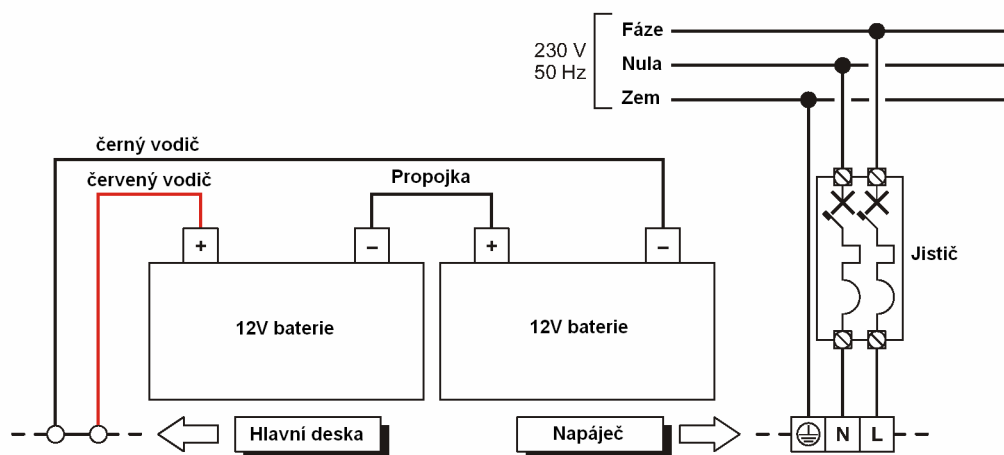 Fáze
230 V
50 Hz
Nula
Zem
černý vodič
červený vodič
Propojka
+
–
+
–
Jistič
12V baterie
12V baterie
Hlavní deska
Napáječ
N
L